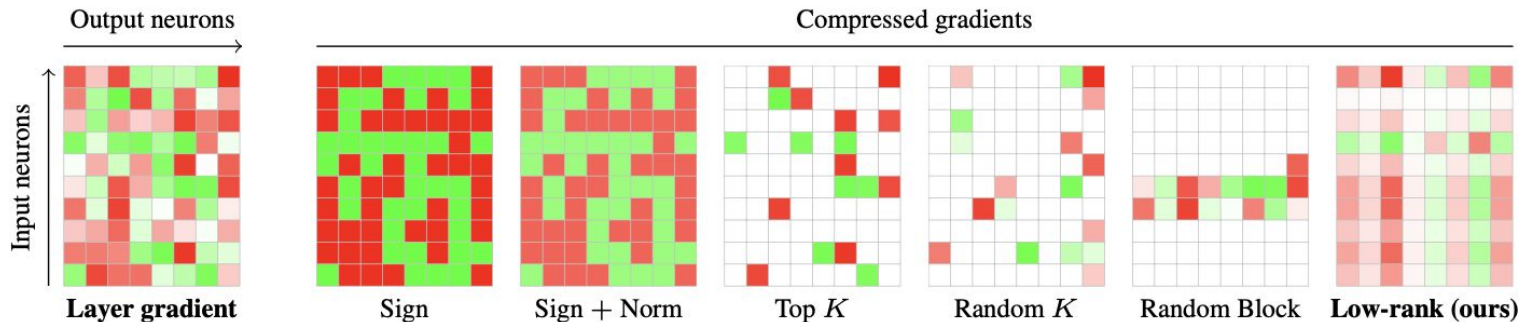 Output neurons
Compressed gradients
Input neurons
Layer gradient
Sign
Sign + Norm
Top K
Random K
Random Block
Low-rank (ours)